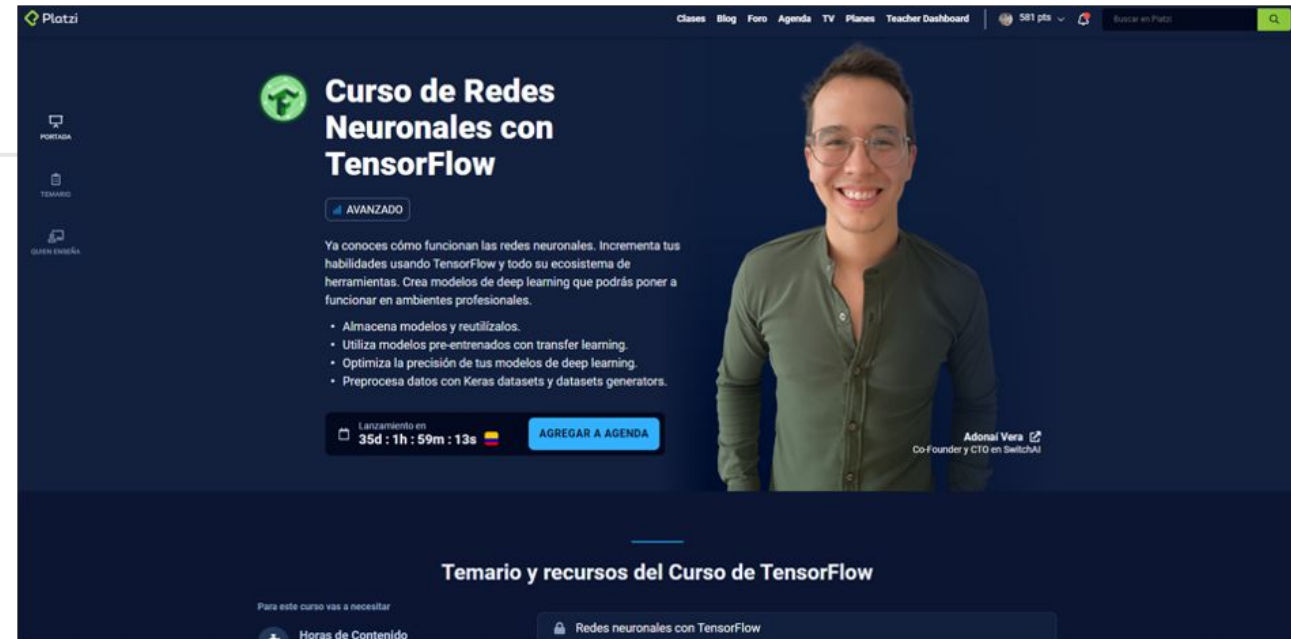 Platzi
Clases Blog Foro Agenda TV Planes Teacher Dashboard 581 pts Buscar en Platzi
PORTADA
TEMARIO
QUIEN ENSEÑA
Curso de Redes
Neuronales con
TensorFlow
AVANZADO
Ya conoces cómo funcionan las redes neuronales. Incrementa tus
habilidades usando TensorFlow y todo su ecosistema de
herramientas. Crea modelos de deep learning que podrás poner a
funcionar en ambientes profesionales.
• Almacena modelos y reutilízalos.
• Utiliza modelos pre-entrenados con transfer learning.
• Optimiza la precisión de tus modelos de deep learning.
• Preprocesa datos con Keras datasets y datasets generators.
Lanzamiento en
35d : 1h : 59m : 13s
AGREGAR A AGENDA
Adonaí Vera
Co-Founder y CTO en SwitchAI
Temario y recursos del Curso de TensorFlow
Para este curso vas a necesitar
Horas de Contenido
Redes neuronales con TensorFlow